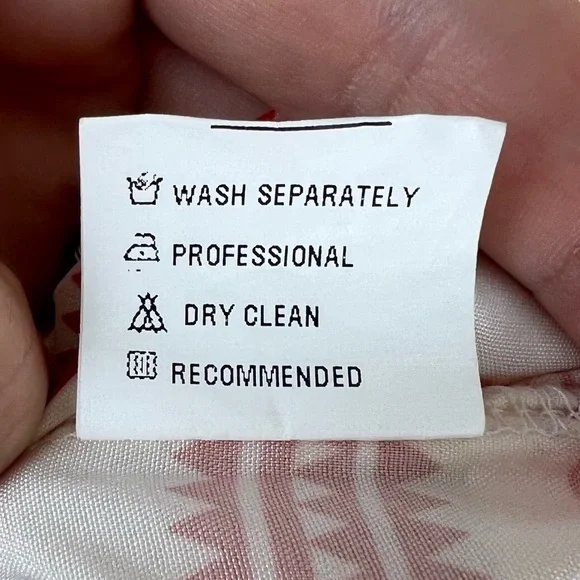 WASH SEPARATELY
PROFESSIONAL
DRY CLEAN
RECOMMENDED